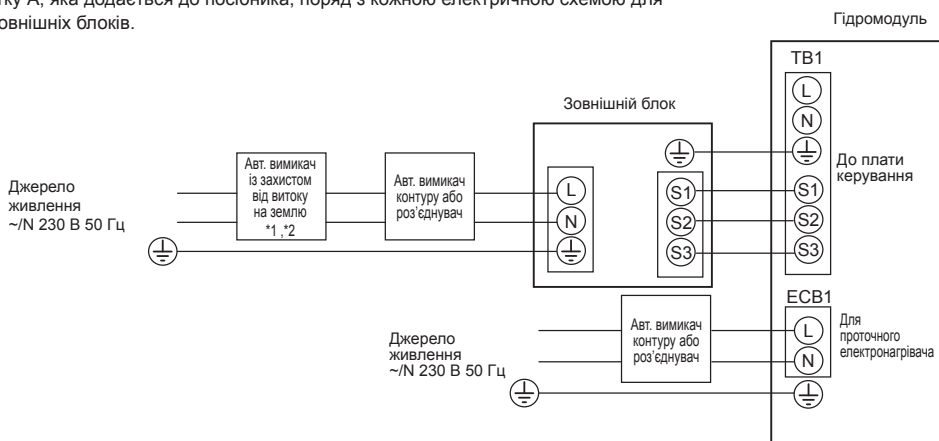 тку А, яка додається до посібника, поряд з кожною електричною схемою для
овнішніх блоків.
Гідромодуль
TB1
L
N
До плати
керування
S1
S2
S3
Зовнішній блок
L
N
S1
S2
S3
Авт. вимикач
із захистом
від витоку
на землю
*1 ,*2
Авт. вимикач
контуру або
роз'єднувач
Джерело
живлення
~/N 230 В 50 Гц
ECB1
L
N
Для
проточного
електронагрівача
Авт. вимикач
контуру або
роз'єднувач
Джерело
живлення
~/N 230 В 50 Гц